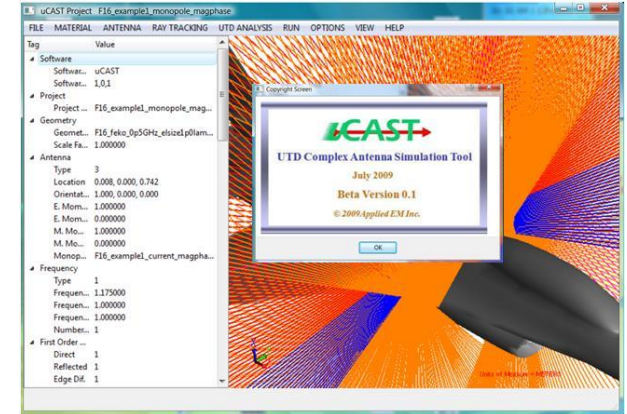 uCAST Project F16_example1_monopole_magphase
FILE MATERIAL ANTENNA RAY TRACKING UTD ANALYSIS RUN OPTIONS VIEW HELP
Tag Value
Software
Softwar... uCAST
Softwar... 1,0,1
Project
Project ... F16_example1_monopole_mag...
Geometry
Geomet... F16_feko_0p5GHz_elsize1p0lam...
Scale Fa... 1.000000
Antenna
Type 3
Location 0.008, 0.000, 0.742
Orientat... 1.000, 0.000, 0.000
E. Mom... 1.000000
E. Mom... 0.000000
M. Mo... 1.000000
M. Mo... 0.000000
Monop... F16_example1_current_magpha...
Frequency
Type 1
Frequen... 1.175000
Frequen... 1.000000
Frequen... 1.000000
Number... 1
First Order ...
Direct 1
Reflected 1
Edge Dif. 1
Copyright Screen
uCAST
UTD Complex Antenna Simulation Tool
July 2009
Beta Version 0.1
© 2009 Applied EM Inc.
OK
Units of Measure = METERS